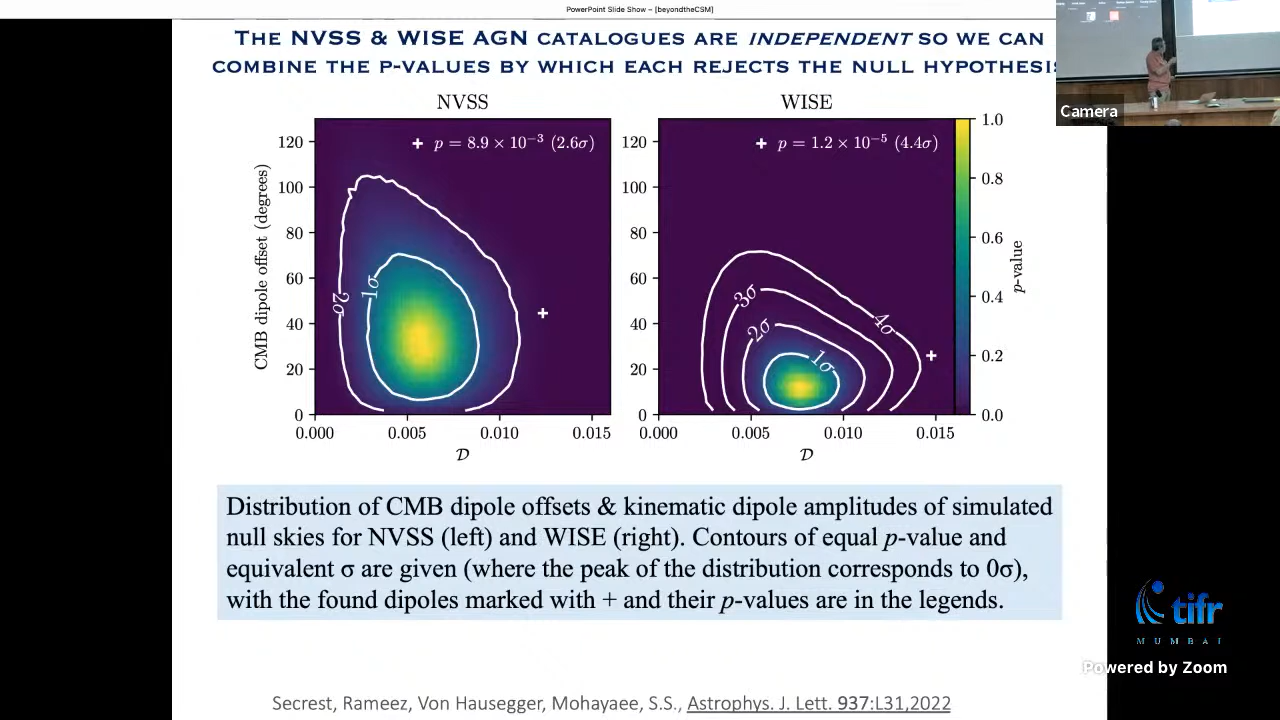 PowerPoint Slide Show – [beyondtheCSM]
THE NVSS & WISE AGN CATALOGUES ARE INDEPENDENT SO WE CAN
COMBINE THE P-VALUES BY WHICH EACH REJECTS THE NULL HYPOTHESIS
Camera
NVSS
WISE
+ p = 8.9 × 10⁻³ (2.6σ)
+ p = 1.2 × 10⁻⁵ (4.4σ)
CMB dipole offset (degrees)
120
100
80
60
40
20
0
2σ
1σ
0.000 0.005 0.010 0.015
𝒟
120
100
80
60
40
20
0
3σ
4σ
2σ
1σ
0.000 0.005 0.010 0.015
𝒟
1.0
0.8
0.6
0.4
0.2
0.0
p-value
Distribution of CMB dipole offsets & kinematic dipole amplitudes of simulated
null skies for NVSS (left) and WISE (right). Contours of equal p-value and
equivalent σ are given (where the peak of the distribution corresponds to 0σ),
with the found dipoles marked with + and their p-values are in the legends.
tifr
MUMBAI
Powered by Zoom
Secrest, Rameez, Von Hausegger, Mohayaee, S.S., Astrophys. J. Lett. 937:L31,2022